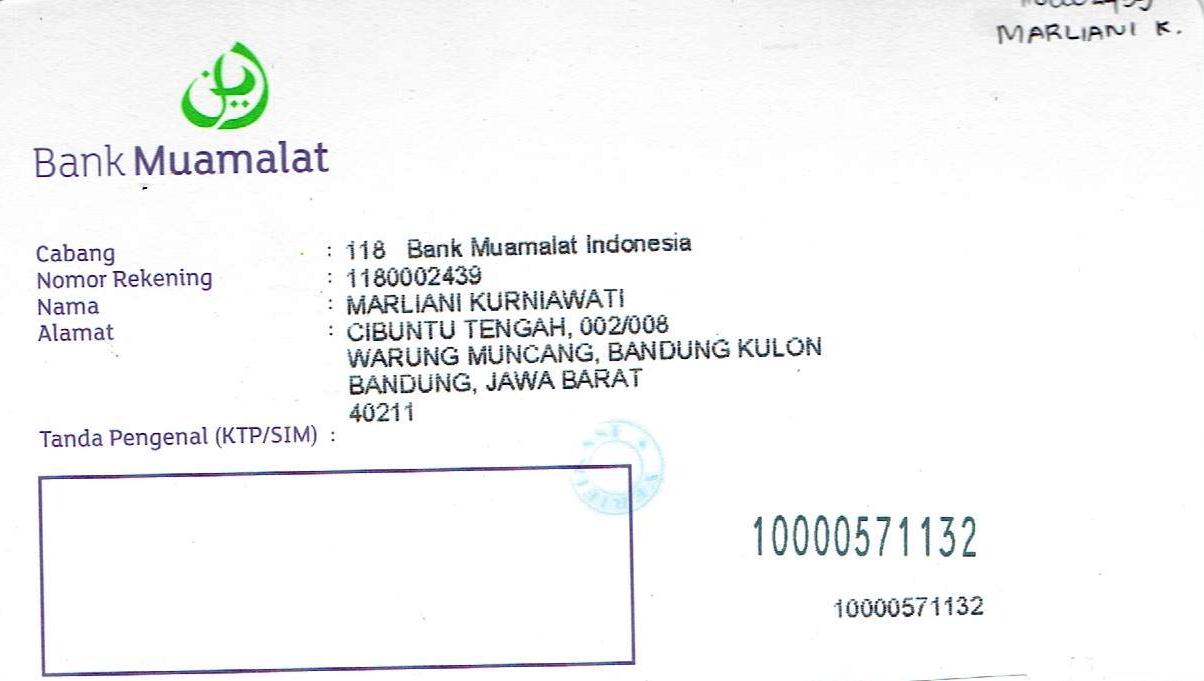 MARLIANI K.
Bank Muamalat
Cabang : 118 Bank Muamalat Indonesia
Nomor Rekening : 1180002439
Nama : MARLIANI KURNIAWATI
Alamat : CIBUNTU TENGAH, 002/008
WARUNG MUNCANG, BANDUNG KULON
BANDUNG, JAWA BARAT
40211
Tanda Pengenal (KTP/SIM) :
10000571132
10000571132